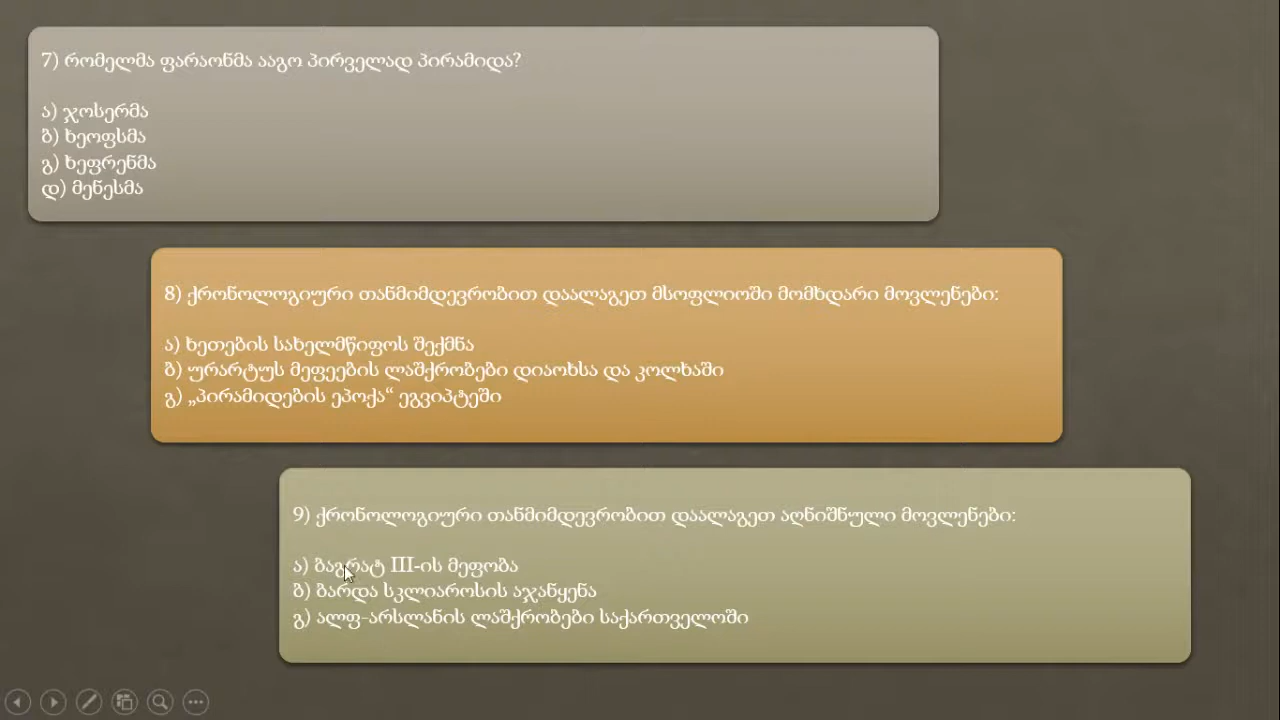 7) რომელმა ფარაონმა ააგო პირველად პირამიდა?
ა) ჯოსერმა
ბ) ხეოფსმა
გ) ხეფრენმა
დ) მენესმა
8) ქრონოლოგიური თანმიმდევრობით დაალაგეთ მსოფლიოში მომხდარი მოვლენები:
ა) ხეთების სახელმწიფოს შექმნა
ბ) ურარტუს მეფეების ლაშქრობები დიაოხსა და კოლხაში
გ) „პირამიდების ეპოქა“ ეგვიპტეში
9) ქრონოლოგიური თანმიმდევრობით დაალაგეთ აღნიშნული მოვლენები:
ა) ბაგრატ III-ის მეფობა
ბ) ბარდა სკლიაროსის აჯანყენა
გ) ალფ-არსლანის ლაშქრობები საქართველოში